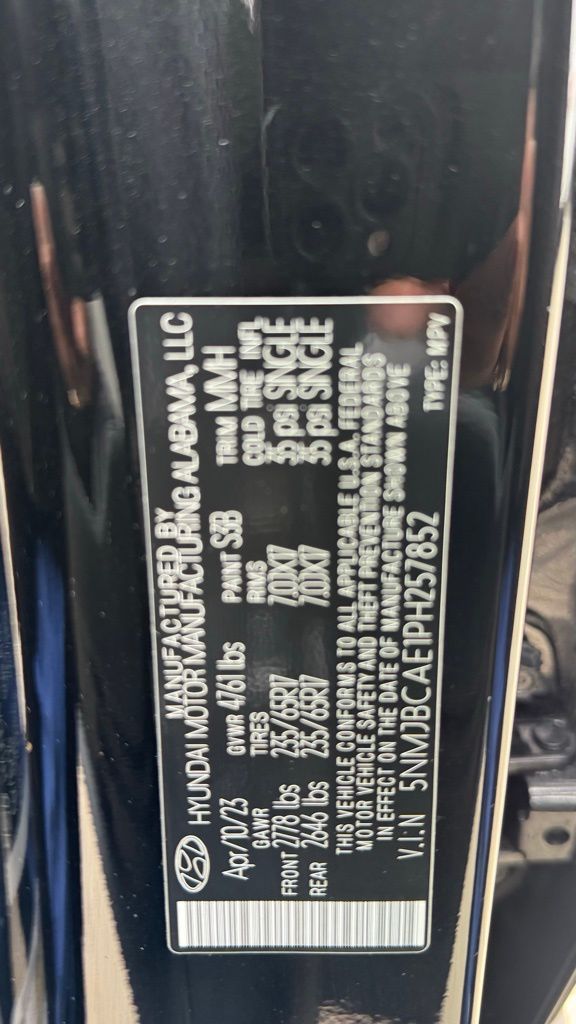 MANUFACTURED BY
HYUNDAI MOTOR MANUFACTURING ALABAMA, LLC
Apr/10/23 GVWR 4761 lbs PAINT S3B TRIM MMH
GAWR TIRES RIMS COLD TIRE INFL
FRONT 2778 lbs 235/65R17 7.0X17 35 psi SINGLE
REAR 2646 lbs 235/65R17 7.0X17 35 psi SINGLE
THIS VEHICLE CONFORMS TO ALL APPLICABLE U.S.A. FEDERAL
MOTOR VEHICLE SAFETY AND THEFT PREVENTION STANDARDS
IN EFFECT ON THE DATE OF MANUFACTURE SHOWN ABOVE
V.I.N 5NMJBCAE1PH257852 TYPE: MPV